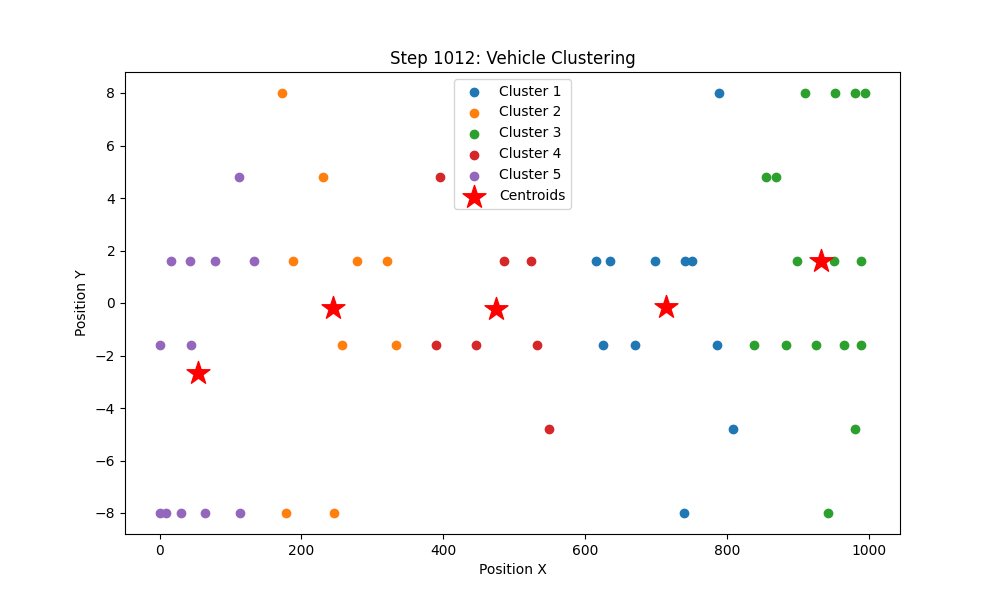 Step 1012: Vehicle Clustering
Cluster 1
Cluster 2
Cluster 3
Cluster 4
Cluster 5
Centroids
Position Y
8
6
4
2
0
−2
−4
−6
−8
0 200 400 600 800 1000
Position X